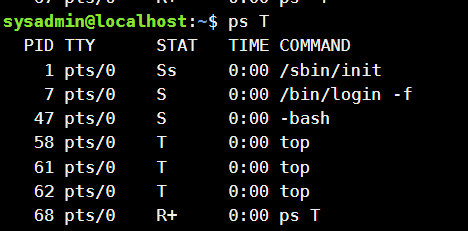 sysadmin@localhost:~$ ps T
PID TTY STAT TIME COMMAND
1 pts/0 Ss 0:00 /sbin/init
7 pts/0 S 0:00 /bin/login -f
47 pts/0 S 0:00 -bash
58 pts/0 T 0:00 top
61 pts/0 T 0:00 top
62 pts/0 T 0:00 top
68 pts/0 R+ 0:00 ps T